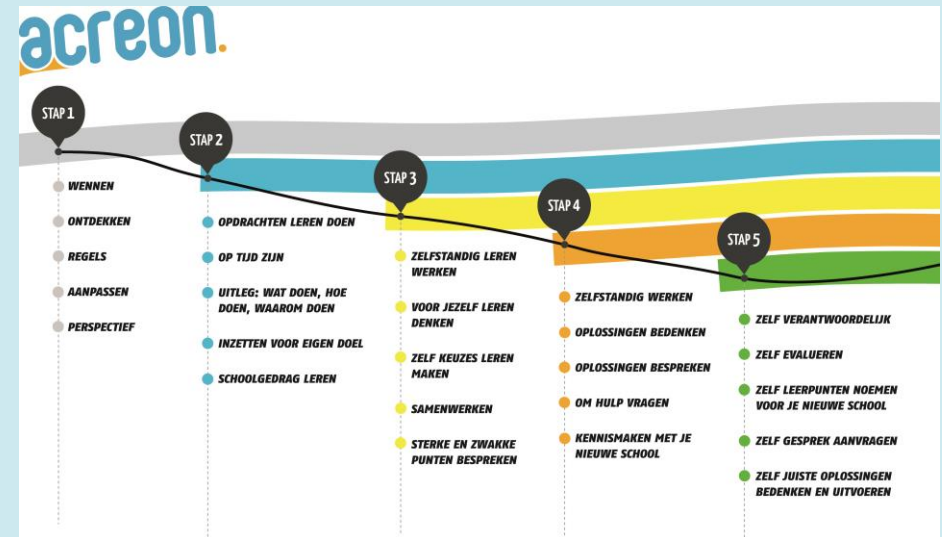 acreon.
STAP 1
WENNEN
ONTDEKKEN
REGELS
AANPASSEN
PERSPECTIEF
STAP 2
OPDRACHTEN LEREN DOEN
OP TIJD ZIJN
UITLEG: WAT DOEN, HOE
DOEN, WAAROM DOEN
INZETTEN VOOR EIGEN DOEL
SCHOOLGEDRAG LEREN
STAP 3
ZELFSTANDIG LEREN
WERKEN
VOOR JEZELF LEREN
DENKEN
ZELF KEUZES LEREN
MAKEN
SAMENWERKEN
STERKE EN ZWAKKE
PUNTEN BESPREKEN
STAP 4
ZELFSTANDIG WERKEN
OPLOSSINGEN BEDENKEN
OPLOSSINGEN BESPREKEN
OM HULP VRAGEN
KENNISMAKEN MET JE
NIEUWE SCHOOL
STAP 5
ZELF VERANTWOORDELIJK
ZELF EVALUEREN
ZELF LEERPUNTEN NOEMEN
VOOR JE NIEUWE SCHOOL
ZELF GESPREK AANVRAGEN
ZELF JUISTE OPLOSSINGEN
BEDENKEN EN UITVOEREN